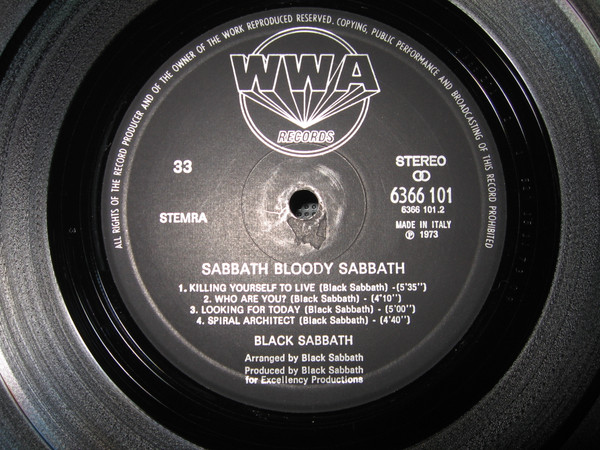 ALL RIGHTS OF THE RECORD PRODUCER AND OF THE OWNER OF THE WORK REPRODUCED RESERVED. COPYING, PUBLIC PERFORMANCE AND BROADCASTING OF THIS RECORD PROHIBITED
WWA
RECORDS
33
STEREO
6366 101
6366 101.2
STEMRA
MADE IN ITALY
℗ 1973
SABBATH BLOODY SABBATH
1. KILLING YOURSELF TO LIVE (Black Sabbath) - (5'35'')
2. WHO ARE YOU? (Black Sabbath) - (4'10'')
3. LOOKING FOR TODAY (Black Sabbath) - (5'00'')
4. SPIRAL ARCHITECT (Black Sabbath) - (4'40'')
BLACK SABBATH
Arranged by Black Sabbath
Produced by Black Sabbath
for Excellency Productions